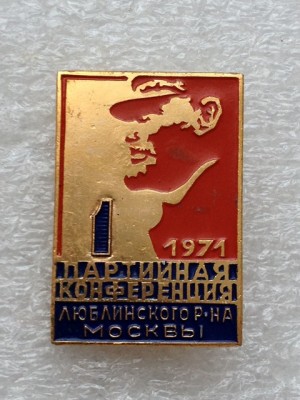 1 1971
ПАРТИЙНАЯ
КОНФЕРЕНЦИЯ
ЛЮБЛИНСКОГО Р-НА
МОСКВЫ